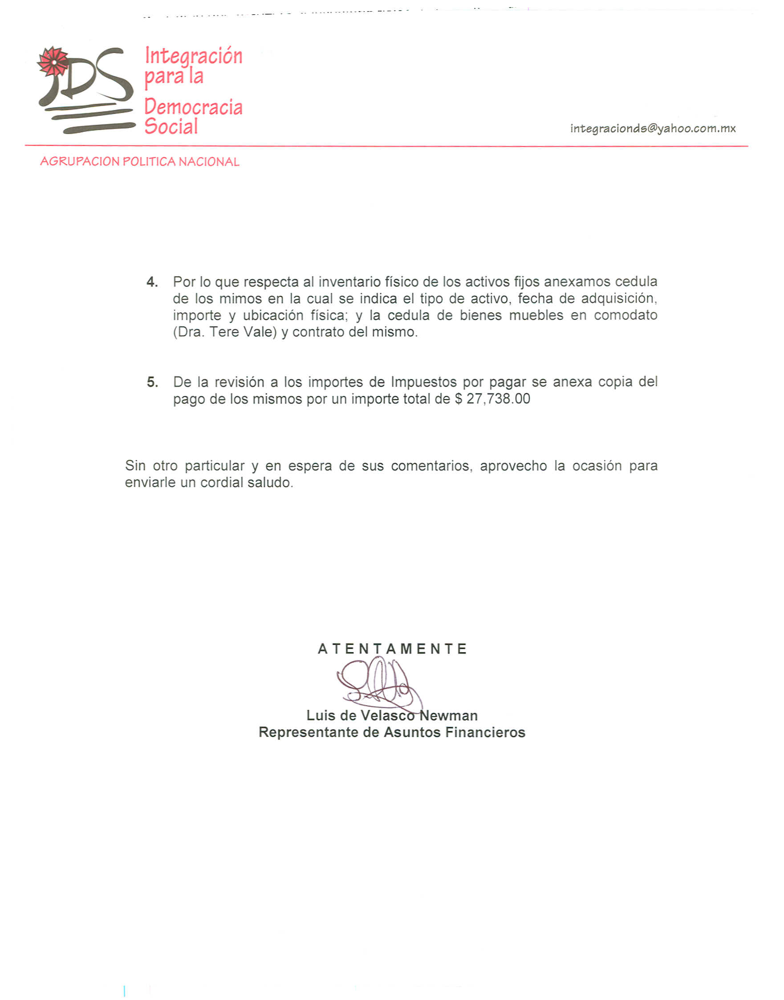 iDS
Integración
para la
Democracia
Social
integracionds@yahoo.com.mx
AGRUPACION POLITICA NACIONAL
4. Por lo que respecta al inventario físico de los activos fijos anexamos cedula
de los mimos en la cual se indica el tipo de activo, fecha de adquisición,
importe y ubicación física; y la cedula de bienes muebles en comodato
(Dra. Tere Vale) y contrato del mismo.
5. De la revisión a los importes de Impuestos por pagar se anexa copia del
pago de los mismos por un importe total de $ 27,738.00
Sin otro particular y en espera de sus comentarios, aprovecho la ocasión para
enviarle un cordial saludo.
A T E N T A M E N T E
Luis de Velasco Newman
Representante de Asuntos Financieros